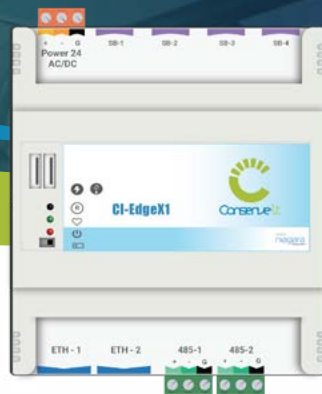 + - G SB-1 SB-2 SB-3 SB-4
Power 24
AC/DC
R
CI-EdgeX1
ConserveIt
niagara
ETH - 1 ETH - 2 485-1 485-2
+ - G + - G